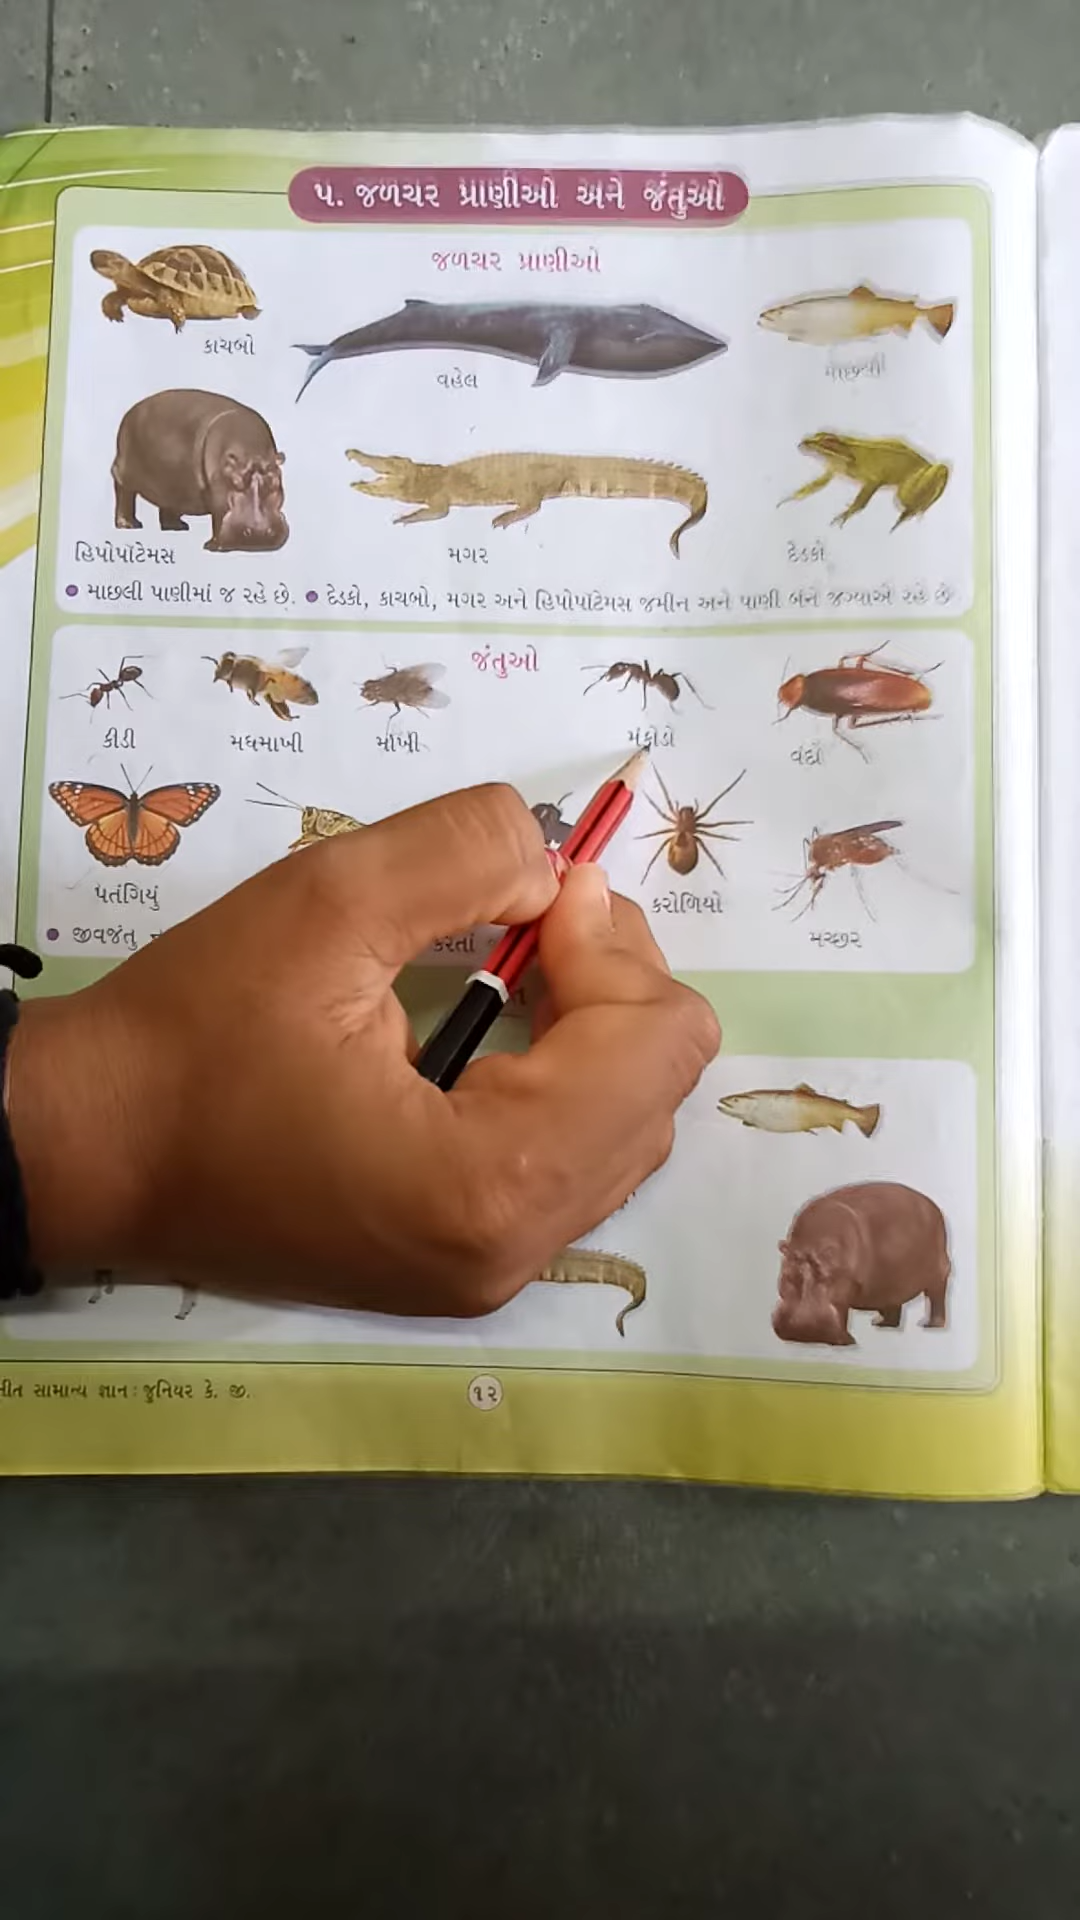 ૫. જળચર પ્રાણીઓ અને જંતુઓ
જળચર પ્રાણીઓ
કાચબો
વહેલ
માછલી
હિપોપૉટેમસ
મગર
દેડકો
● માછલી પાણીમાં જ રહે છે. ● દેડકો, કાચબો, મગર અને હિપોપૉટેમસ જમીન અને પાણી બંને જગ્યાએ રહે છે
જંતુઓ
કીડી
મધમાખી
માખી
મંકોડો
વંદો
પતંગિયું
કરોળિયો
મચ્છર
● જીવજંતુ
કરતાં
સામાન્ય જ્ઞાન : જુનિયર કે. જી.
૧૨